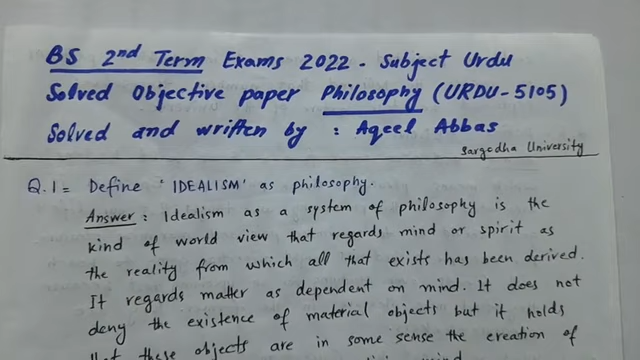 BS 2nd Term Exams 2022 - Subject Urdu
Solved Objective paper Philosophy (URDU-5105)
Solved and written by : Aqeel Abbas
Sargodha University
Q.1 = Define 'IDEALISM' as philosophy.
Answer : Idealism as a system of philosophy is the
kind of world view that regards mind or spirit as
the reality from which all that exists has been derived.
It regards matter as dependent on mind. It does not
deny the existence of material objects but it holds
that these objects are in some sense the creation of